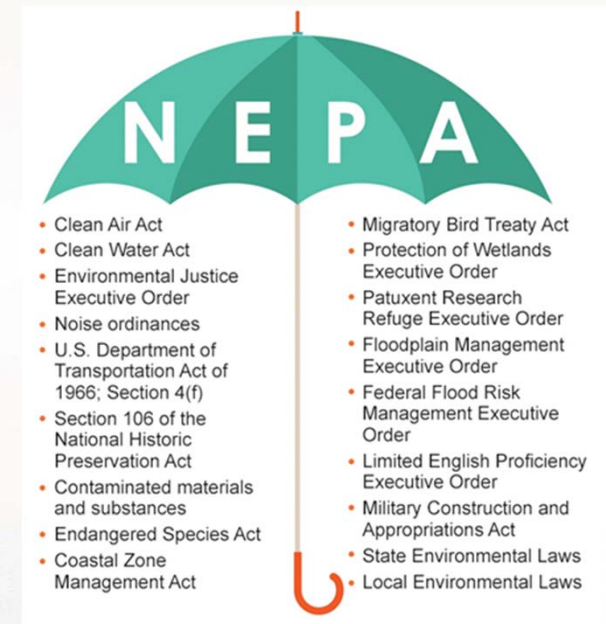 NEPA
• Clean Air Act
• Clean Water Act
• Environmental Justice
Executive Order
• Noise ordinances
• U.S. Department of
Transportation Act of
1966; Section 4(f)
• Section 106 of the
National Historic
Preservation Act
• Contaminated materials
and substances
• Endangered Species Act
• Coastal Zone
Management Act
• Migratory Bird Treaty Act
• Protection of Wetlands
Executive Order
• Patuxent Research
Refuge Executive Order
• Floodplain Management
Executive Order
• Federal Flood Risk
Management Executive
Order
• Limited English Proficiency
Executive Order
• Military Construction and
Appropriations Act
• State Environmental Laws
• Local Environmental Laws